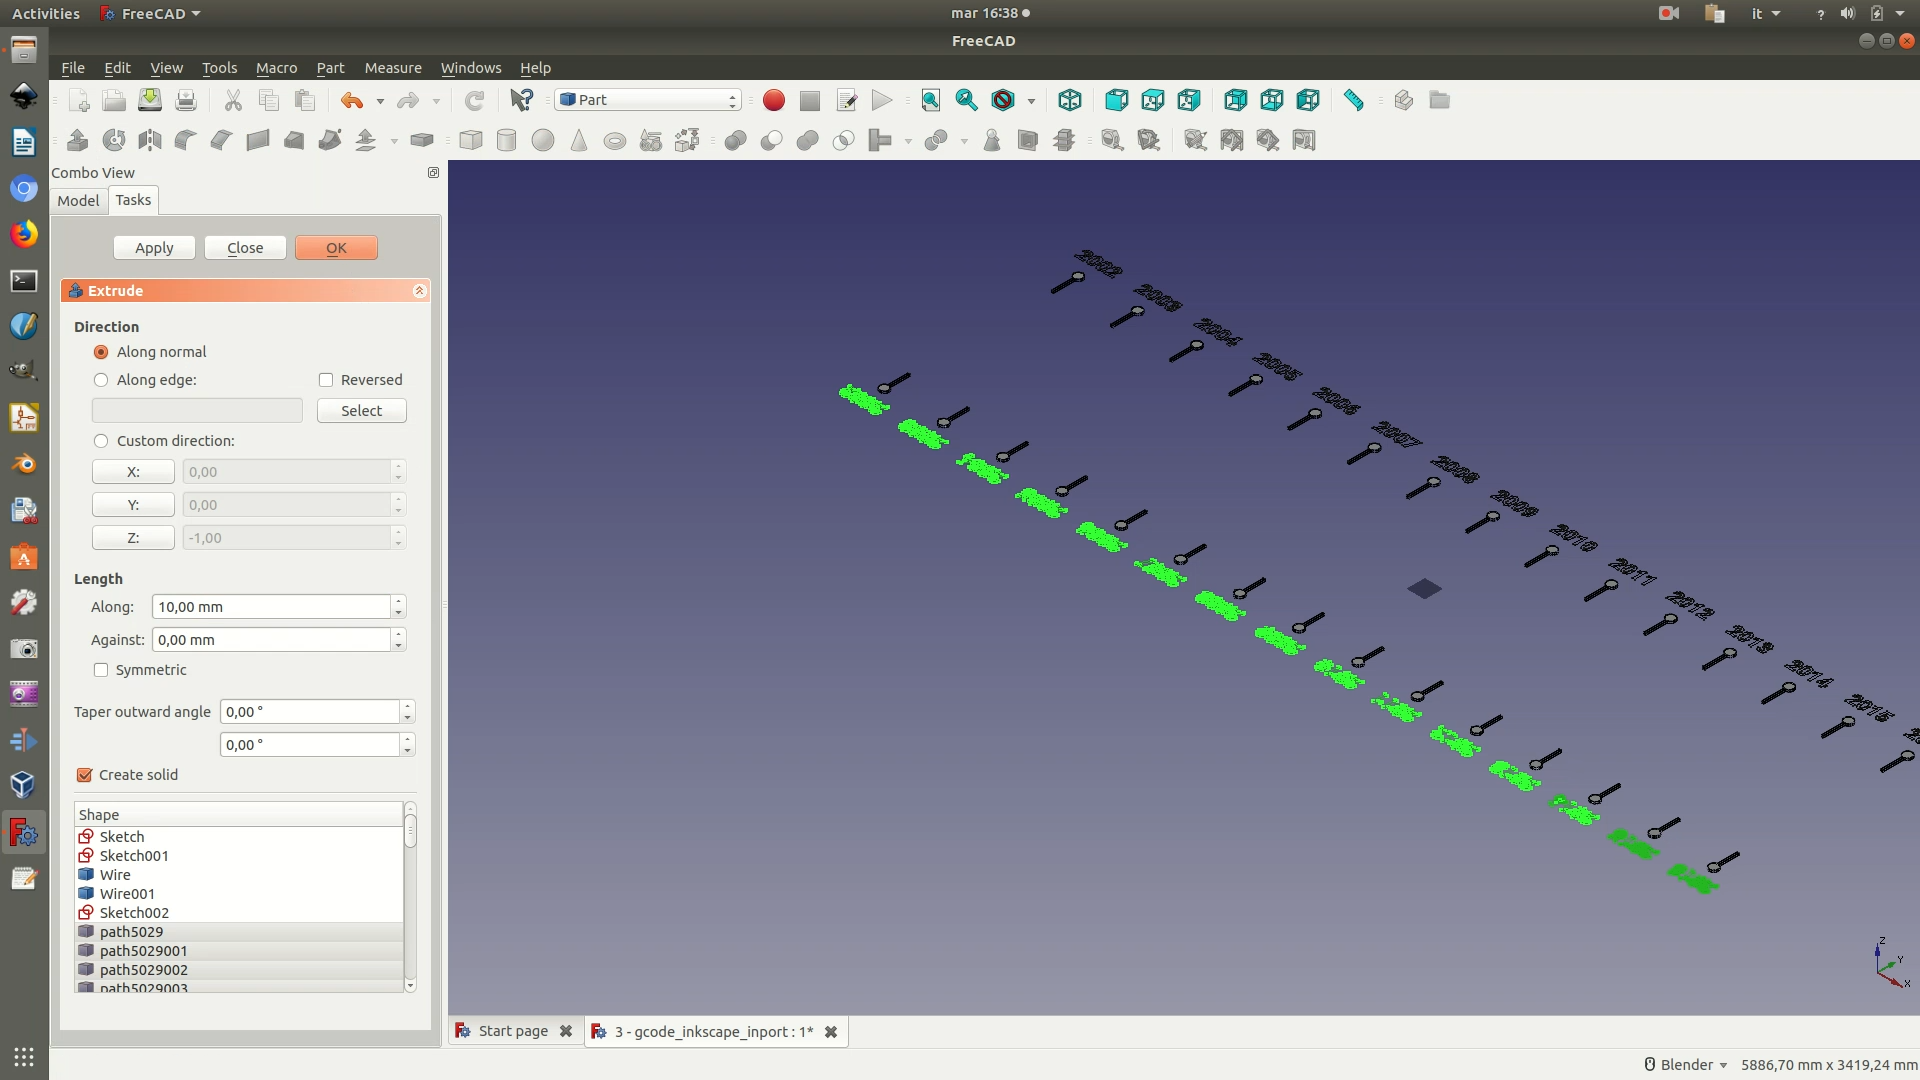 Activities FreeCAD mar 16:38 it ?
FreeCAD
File Edit View Tools Macro Part Measure Windows Help
Part
Combo View
Model Tasks
Apply Close OK
Extrude
Direction
Along normal
Along edge: Reversed
Select
Custom direction:
X: 0,00
Y: 0,00
Z: -1,00
Length
Along: 10,00 mm
Against: 0,00 mm
Symmetric
Taper outward angle 0,00 °
0,00 °
Create solid
Shape
Sketch
Sketch001
Wire
Wire001
Sketch002
path5029
path5029001
path5029002
path5029003
2002
2003
2004
2005
2006
2007
2008
2009
2010
2011
2012
2013
2014
2015
Z
Y
X
Start page 3 - gcode_inkscape_inport : 1*
Blender 5886,70 mm x 3419,24 mm